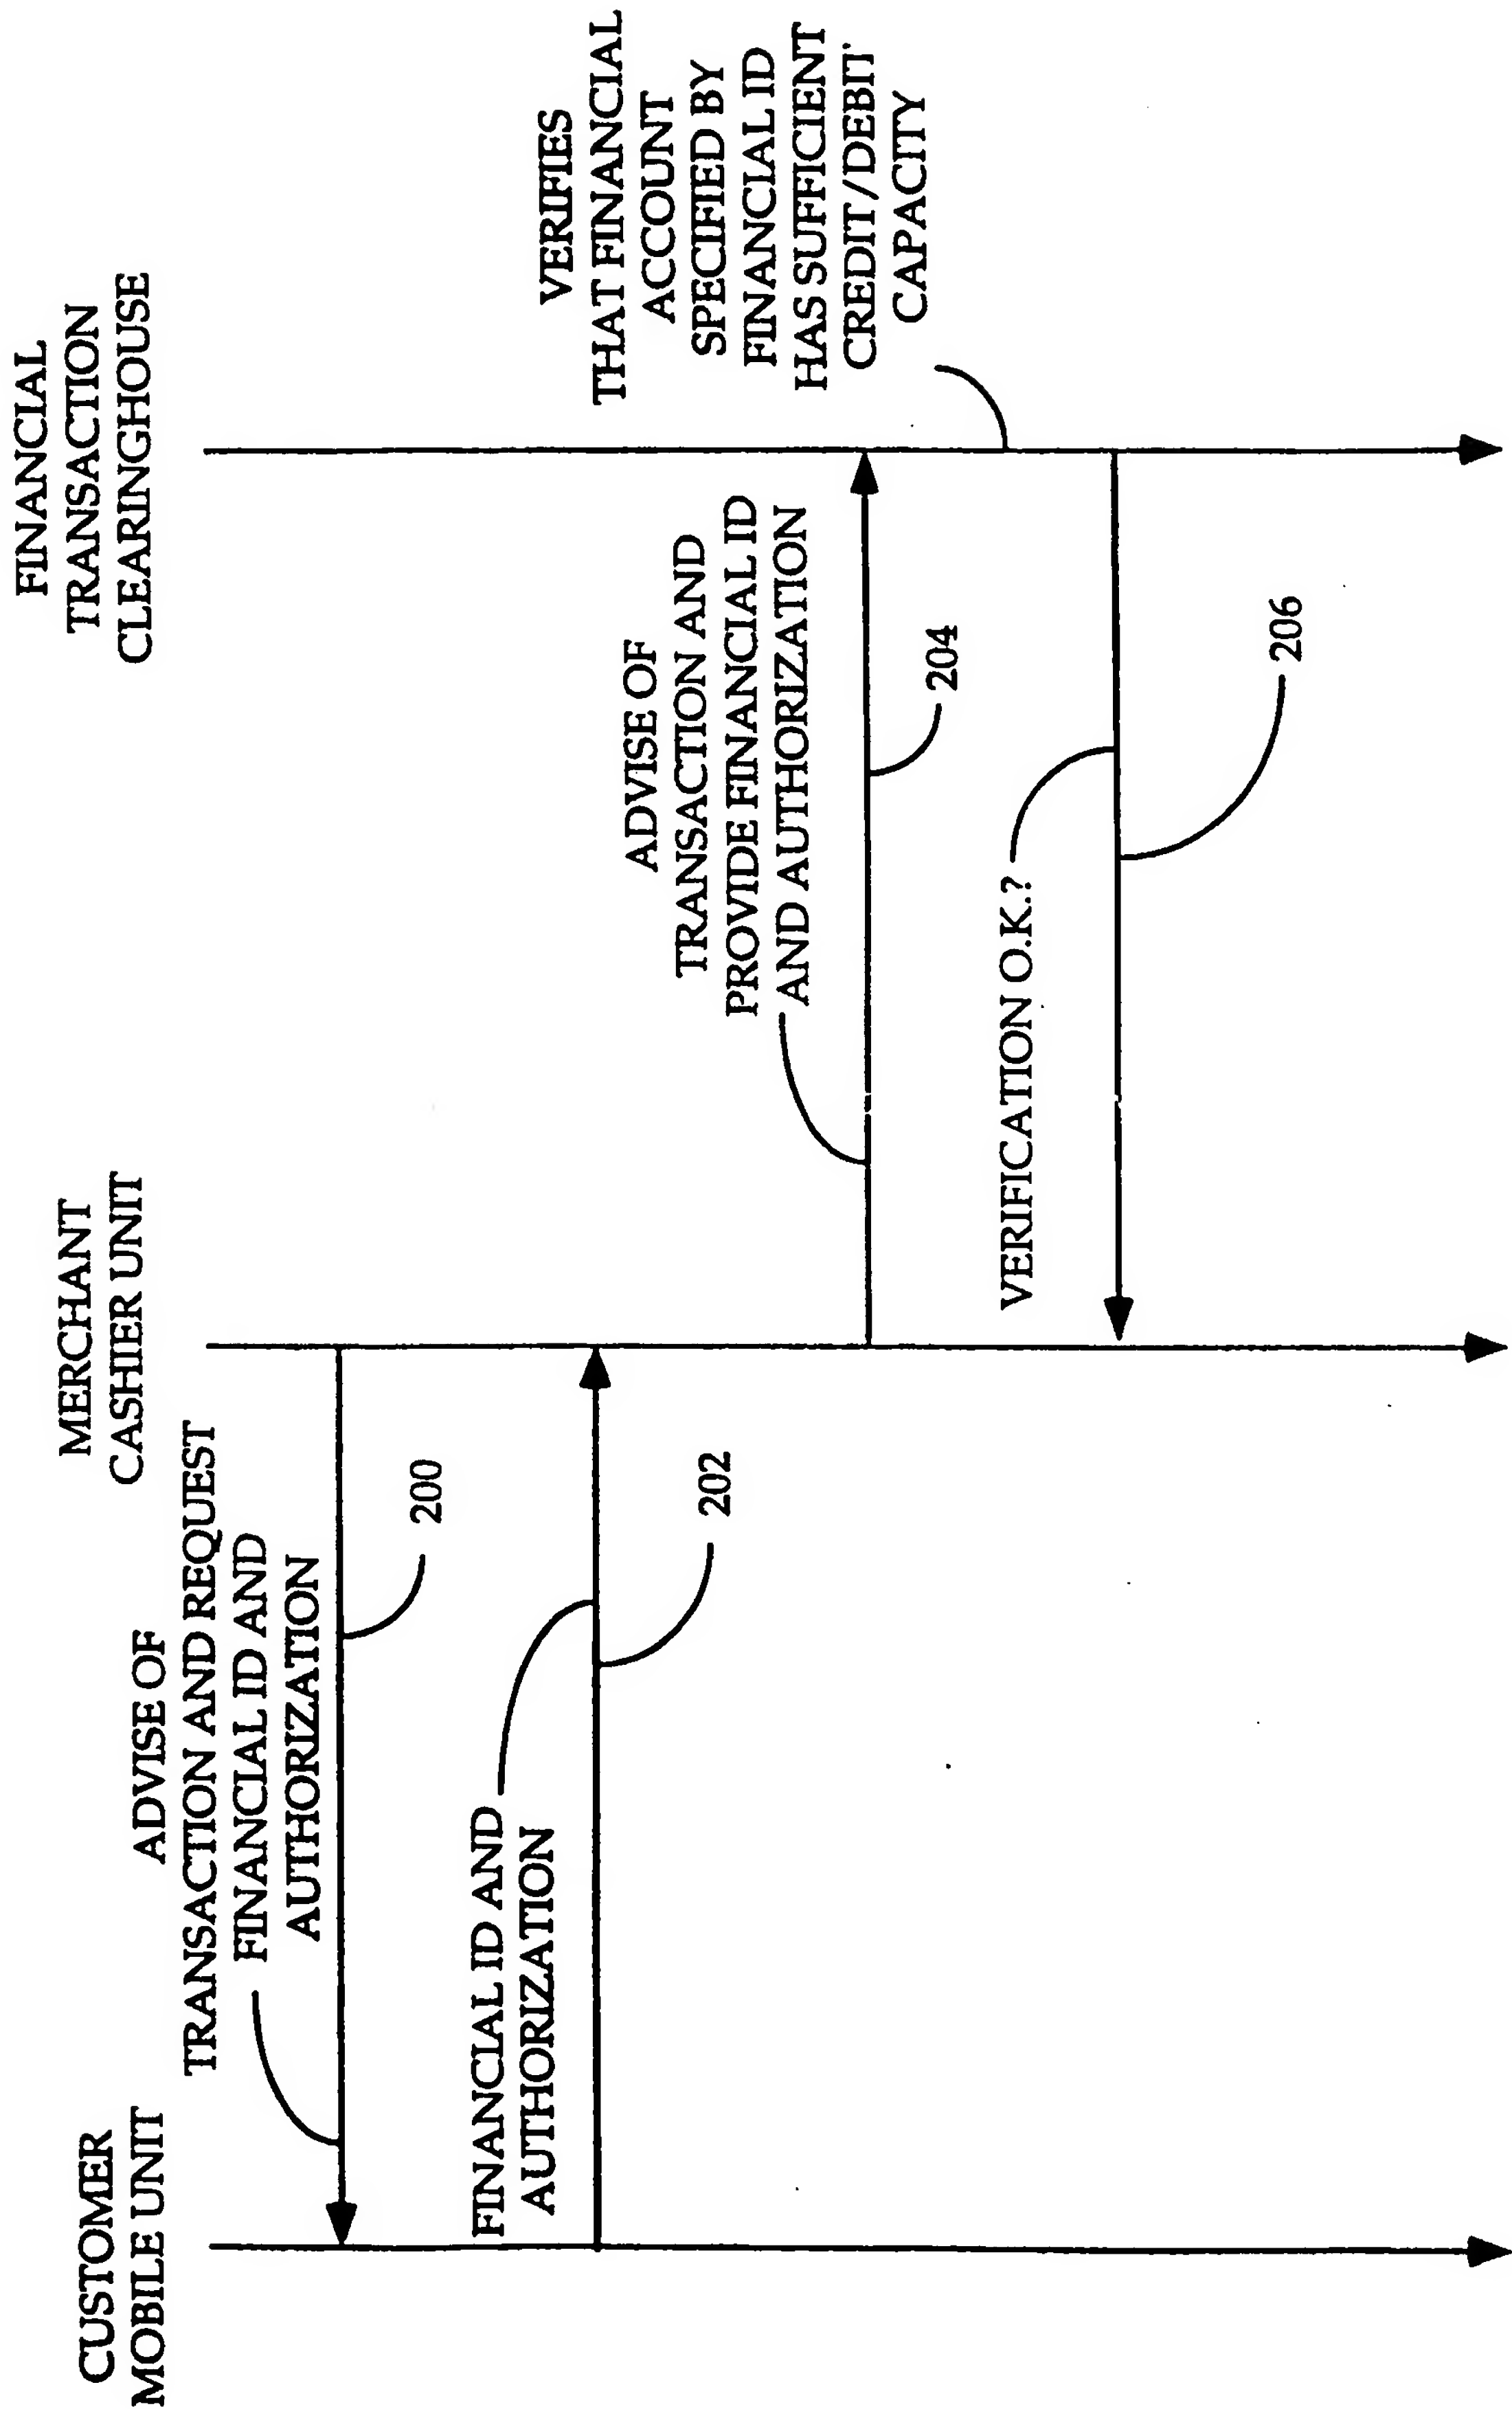 CUSTOMER
MOBILE UNIT
MERCHANT
CASHIER UNIT
FINANCIAL
TRANSACTION
CLEARINGHOUSE
ADVISE OF
TRANSACTION AND REQUEST
FINANCIAL ID AND
AUTHORIZATION
200
FINANCIAL ID AND
AUTHORIZATION
202
ADVISE OF
TRANSACTION AND
PROVIDE FINANCIAL ID
AND AUTHORIZATION
204
VERIFIES
THAT FINANCIAL
ACCOUNT
SPECIFIED BY
FINANCIAL ID
HAS SUFFICIENT
CREDIT/DEBIT
CAPACITY
VERIFICATION O.K.?
206